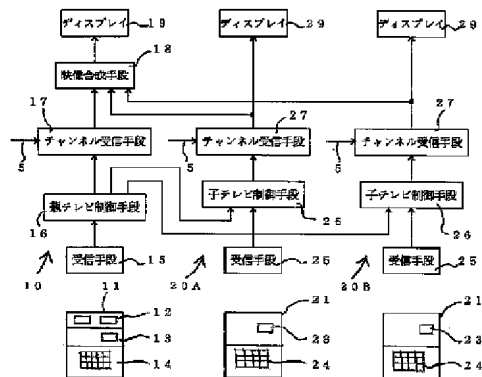 ディスプレイ 19 ディスプレイ 29 ディスプレイ 29
18
映像合成手段
17 27 27
チャンネル受信手段 チャンネル受信手段 チャンネル受信手段
5 5 5
親テレビ制御手段 子テレビ制御手段 子テレビ制御手段
16 26 26
受信手段 15 受信手段 25 受信手段 25
10 20A 20B
11 21 21
12
13 23 23
14 24 24